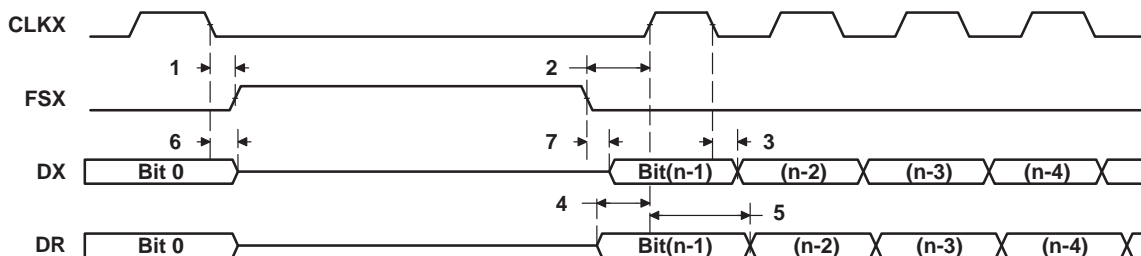 CLKX
1 2
FSX
6 7 3
DX Bit 0 Bit(n-1) (n-2) (n-3) (n-4)
4 5
DR Bit 0 Bit(n-1) (n-2) (n-3) (n-4)